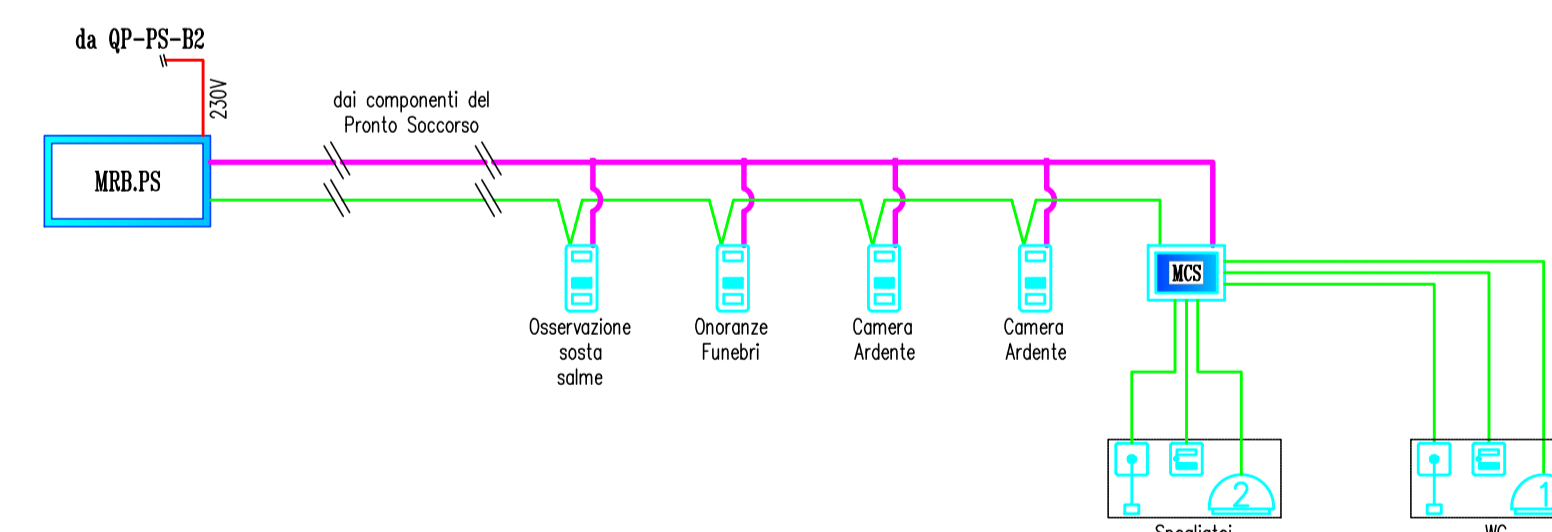 da QP-PS-B2
230V
dai componenti del
Pronto Soccorso
MRB.PS
MCS
Osservazione
sosta
salme
Onoranze
Funebri
Camera
Ardente
Camera
Ardente
2
1
WC